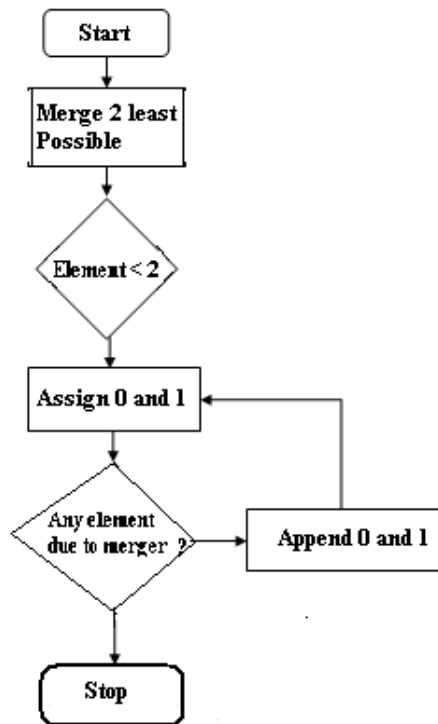 Start
Merge 2 least
Possible
Element < 2
Assign 0 and 1
Any element
due to merger ?
Append 0 and 1
Stop